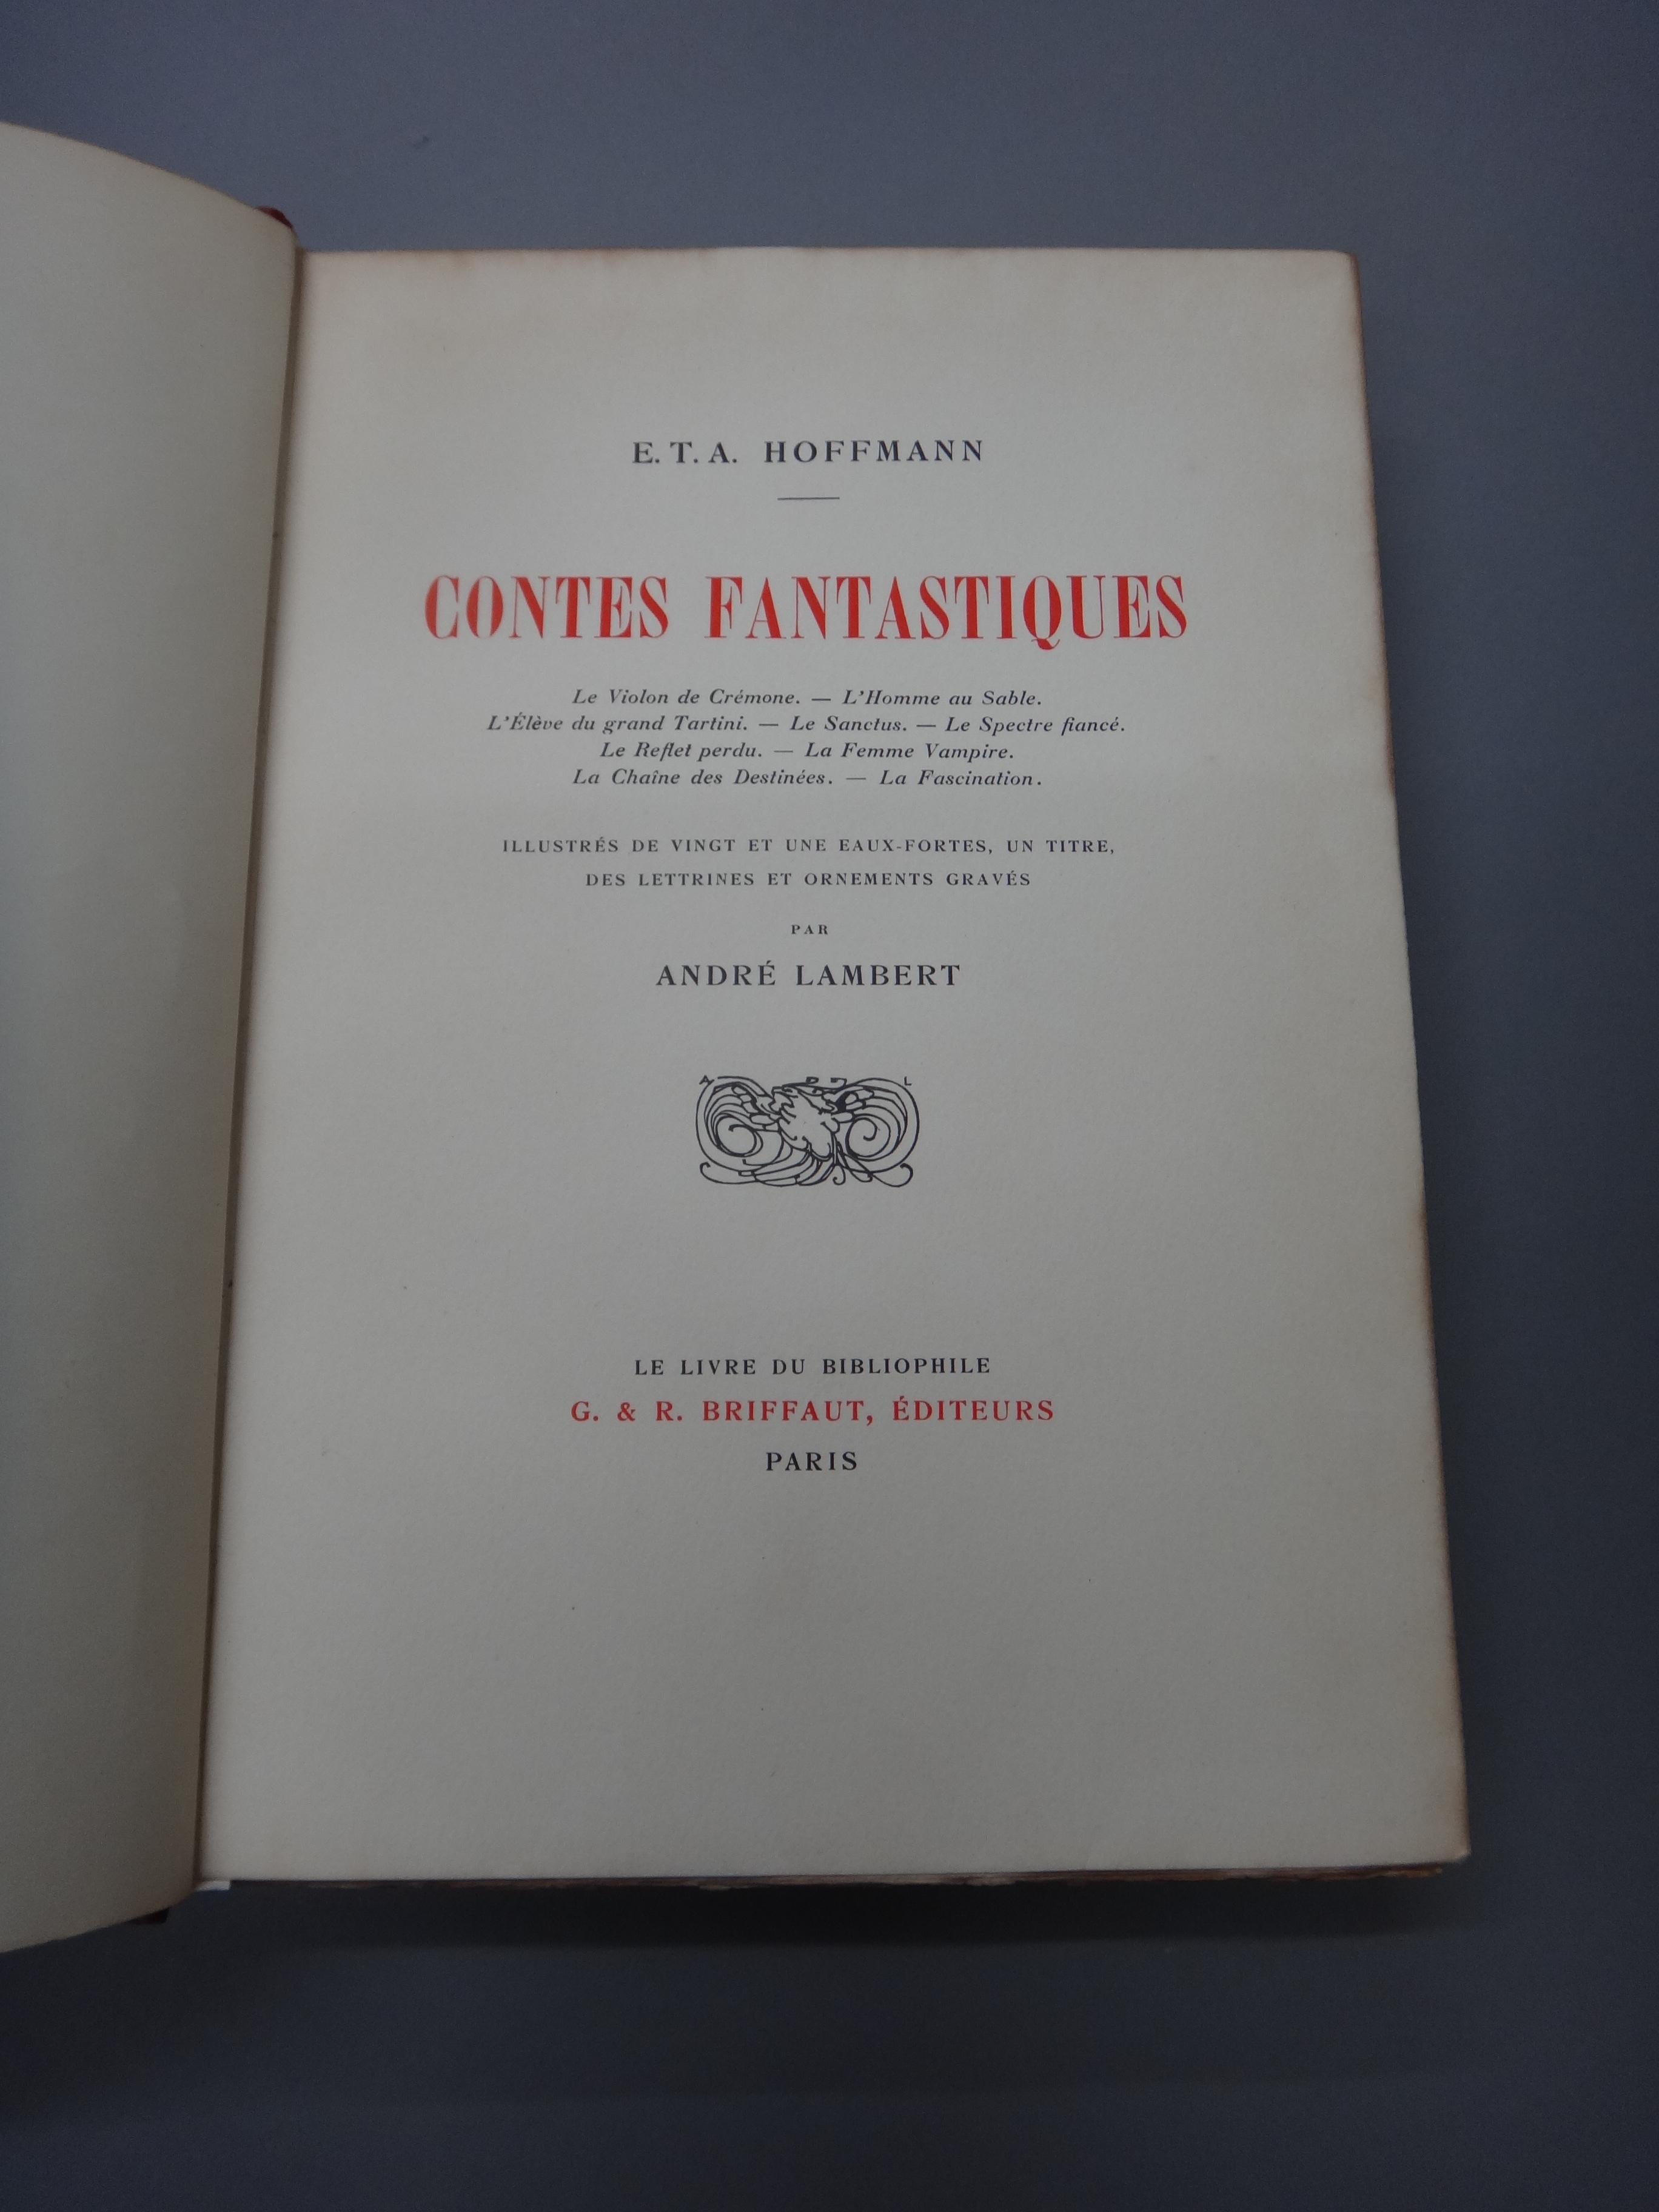 E. T. A. HOFFMANN
CONTES FANTASTIQUES
Le Violon de Crémone. — L'Homme au Sable.
L'Élève du grand Tartini. — Le Sanctus. — Le Spectre fiancé.
Le Reflet perdu. — La Femme Vampire.
La Chaîne des Destinées. — La Fascination.
ILLUSTRÉS DE VINGT ET UNE EAUX-FORTES, UN TITRE,
DES LETTRINES ET ORNEMENTS GRAVÉS
PAR
ANDRÉ LAMBERT
A L
LE LIVRE DU BIBLIOPHILE
G. & R. BRIFFAUT, ÉDITEURS
PARIS